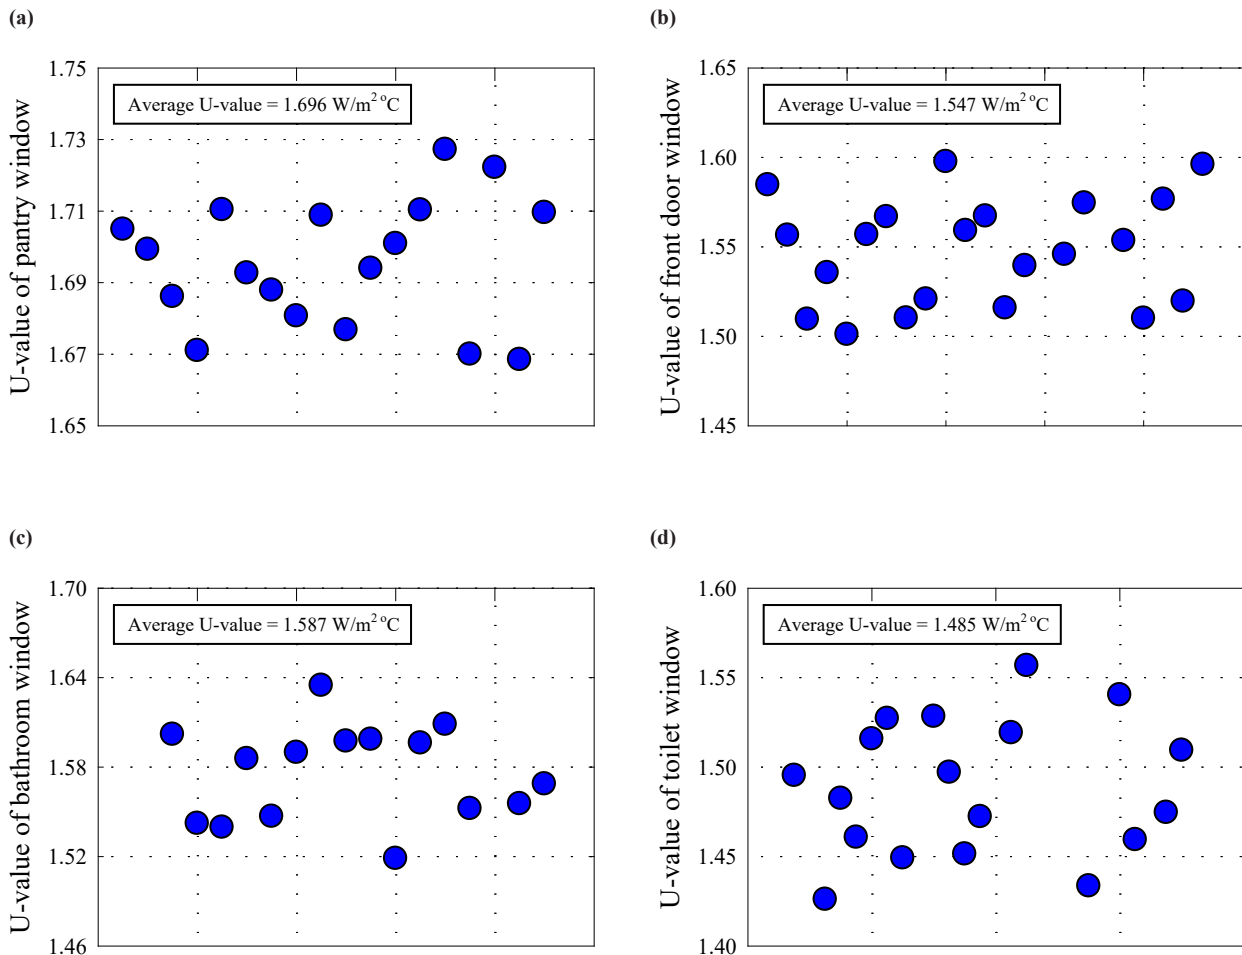 (a)
U-value of pantry window
1.75
1.73
1.71
1.69
1.67
1.65
Average U-value = 1.696 W/m² °C
(b)
U-value of front door window
1.65
1.60
1.55
1.50
1.45
Average U-value = 1.547 W/m² °C
(c)
U-value of bathroom window
1.70
1.64
1.58
1.52
1.46
Average U-value = 1.587 W/m² °C
(d)
U-value of toilet window
1.60
1.55
1.50
1.45
1.40
Average U-value = 1.485 W/m² °C